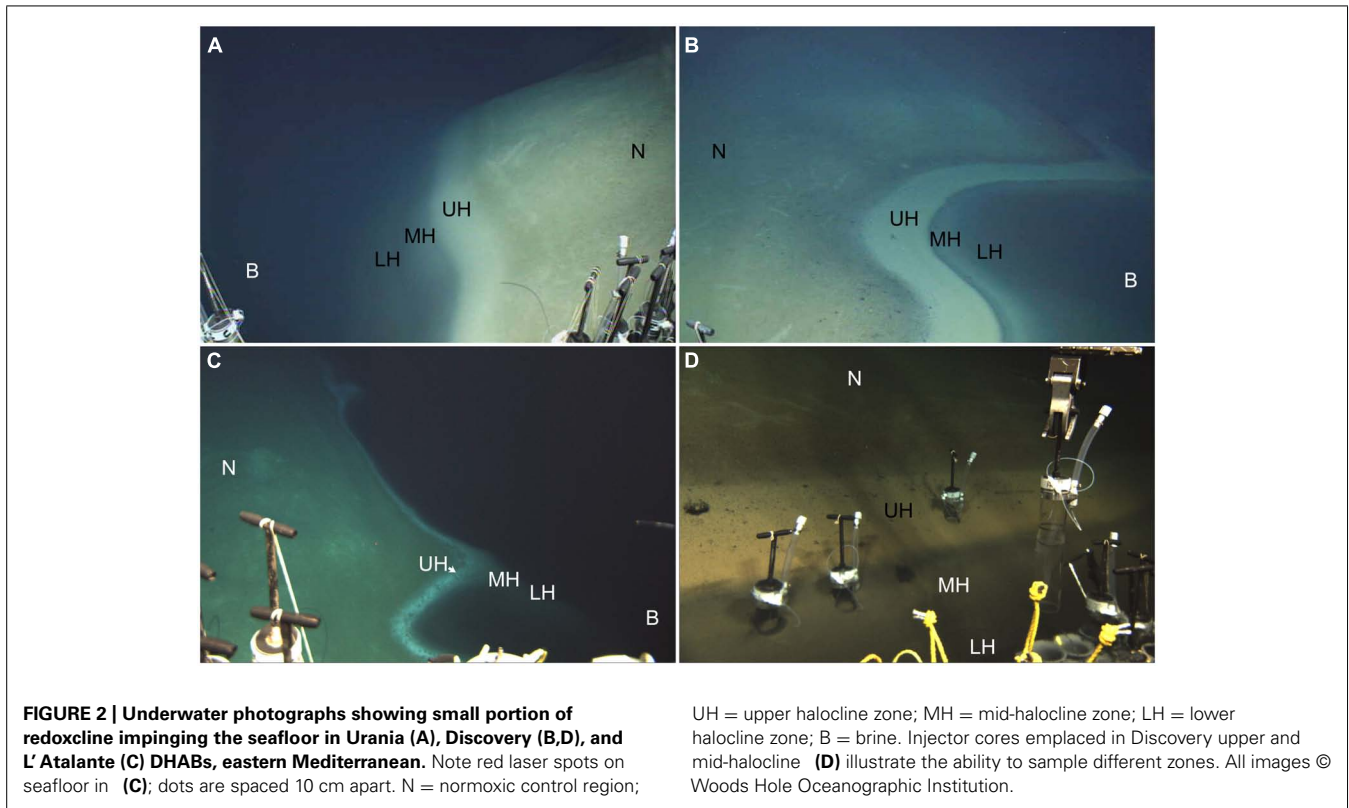 A
N
UH
MH
LH
B
B
N
UH
MH
LH
B
C
N
UH
MH
LH
B
D
N
UH
MH
LH
FIGURE 2 | Underwater photographs showing small portion of
redoxcline impinging the seafloor in Urania (A), Discovery (B,D), and
L' Atalante (C) DHABs, eastern Mediterranean. Note red laser spots on
seafloor in (C); dots are spaced 10 cm apart. N = normoxic control region;
UH = upper halocline zone; MH = mid-halocline zone; LH = lower
halocline zone; B = brine. Injector cores emplaced in Discovery upper and
mid-halocline (D) illustrate the ability to sample different zones. All images ©
Woods Hole Oceanographic Institution.